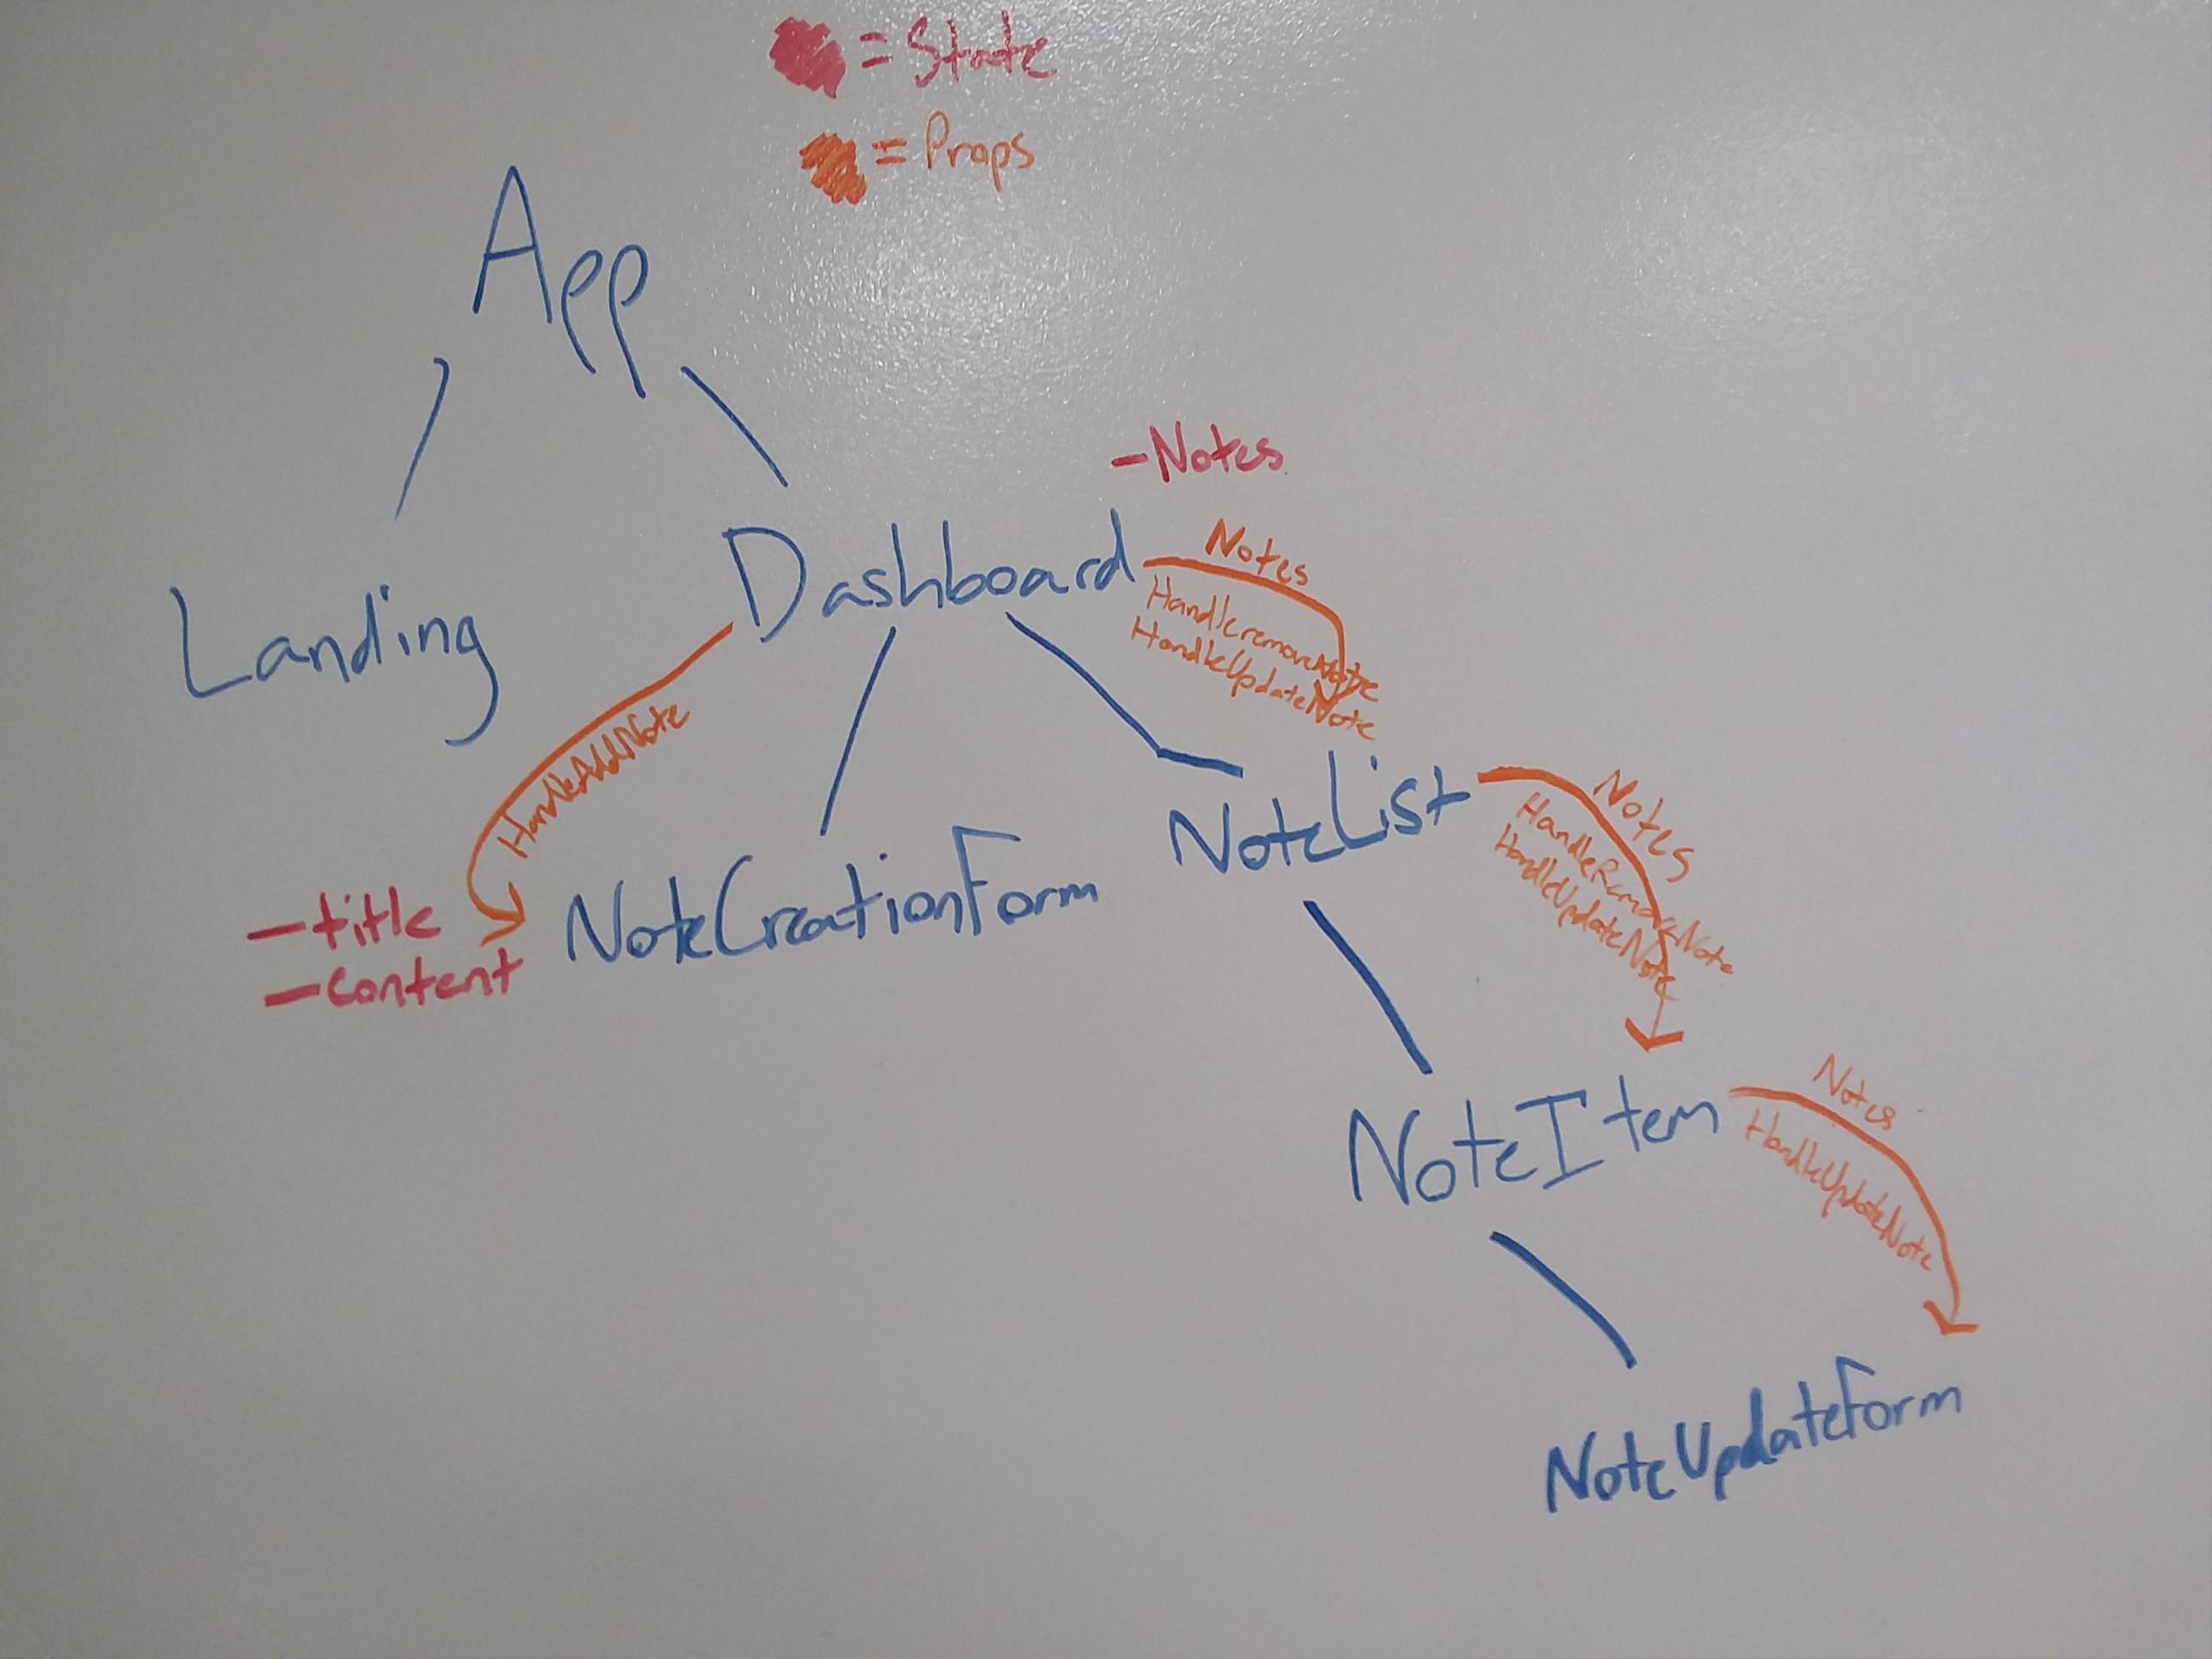 = State
= Props
App
- Notes
Dashboard
Notes
HandleremoveNote
HandleUpdateNote
Landing
HandleAddNote
NoteList
Notes
HandleRemoveNote
HandleUpdateNote
- title
- content
NoteCreationForm
NoteItem
Notes
HandleUpdateNote
NoteUpdateForm